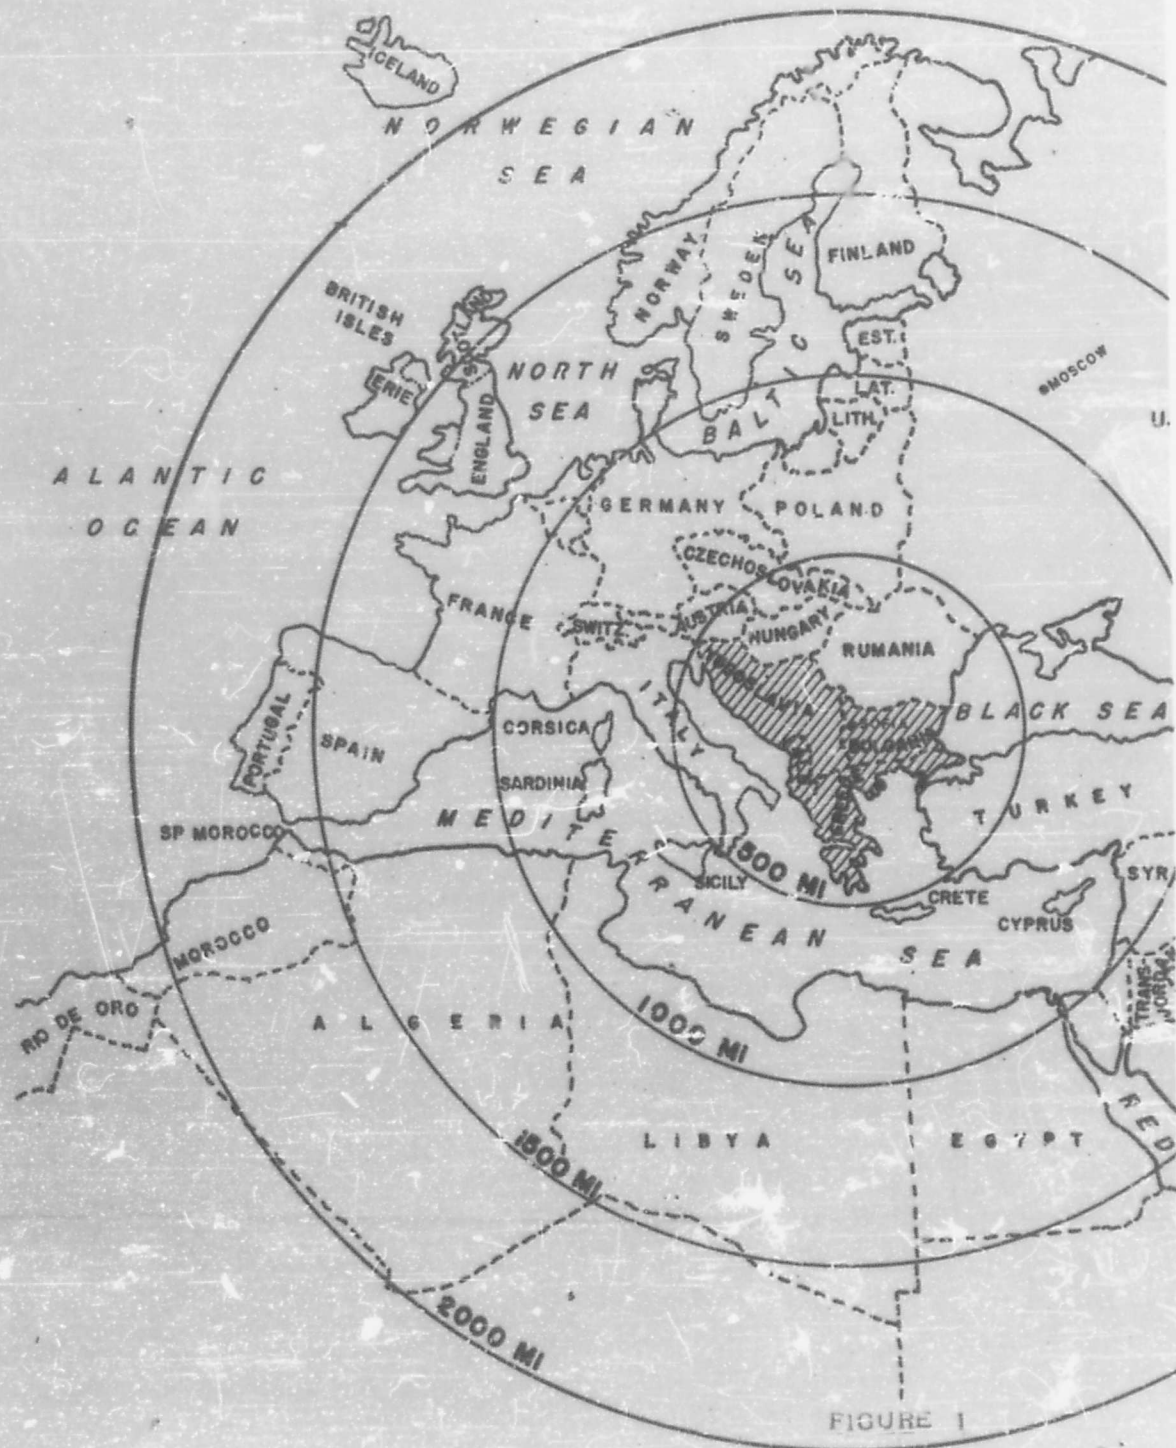 ICELAND
NORWEGIAN
SEA
NORWAY
SWEDEK
SEA
FINLAND
BRITISH
ISLES
SCOTLAND
EST.
MOSCOW
ERIE
NORTH
SEA
LAT.
LITH.
U.
BALTIC
ENGLAND
ALANTIC
OCEAN
GERMANY
POLAND
CZECHOSLOVAKIA
FRANCE
SWITZ.
AUSTRIA
HUNGARY
RUMANIA
ITALY
PORTUGAL
SPAIN
CORSICA
BLACK SEA
BULGARIA
SARDINIA
TURKEY
SP MOROCCO
MEDITERRANEAN SEA
500 MI
SICILY
SYR
CRETE
CYPRUS
MOROCCO
TRANS-
JORDA
RIO DE ORO
ALGERIA
1000 MI
RED
LIBYA
EGYPT
1500 MI
2000 MI
FIGURE 1